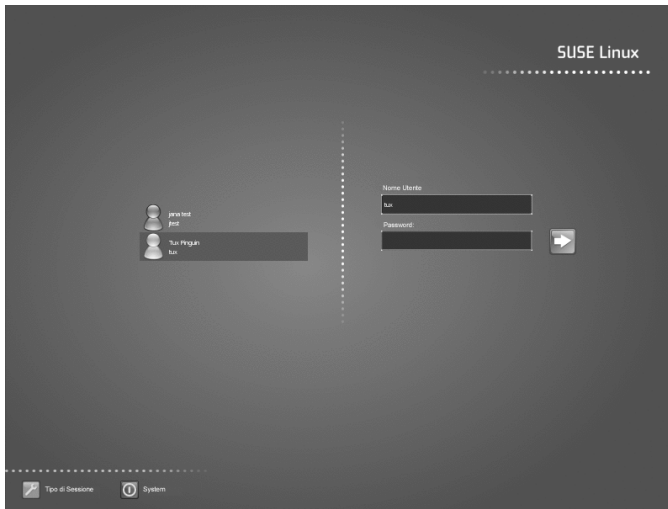 SUSE Linux
jana test
jtest
Tux Pinguin
tux
Nome Utente
tux
Password:
Tipo di Sessione
System